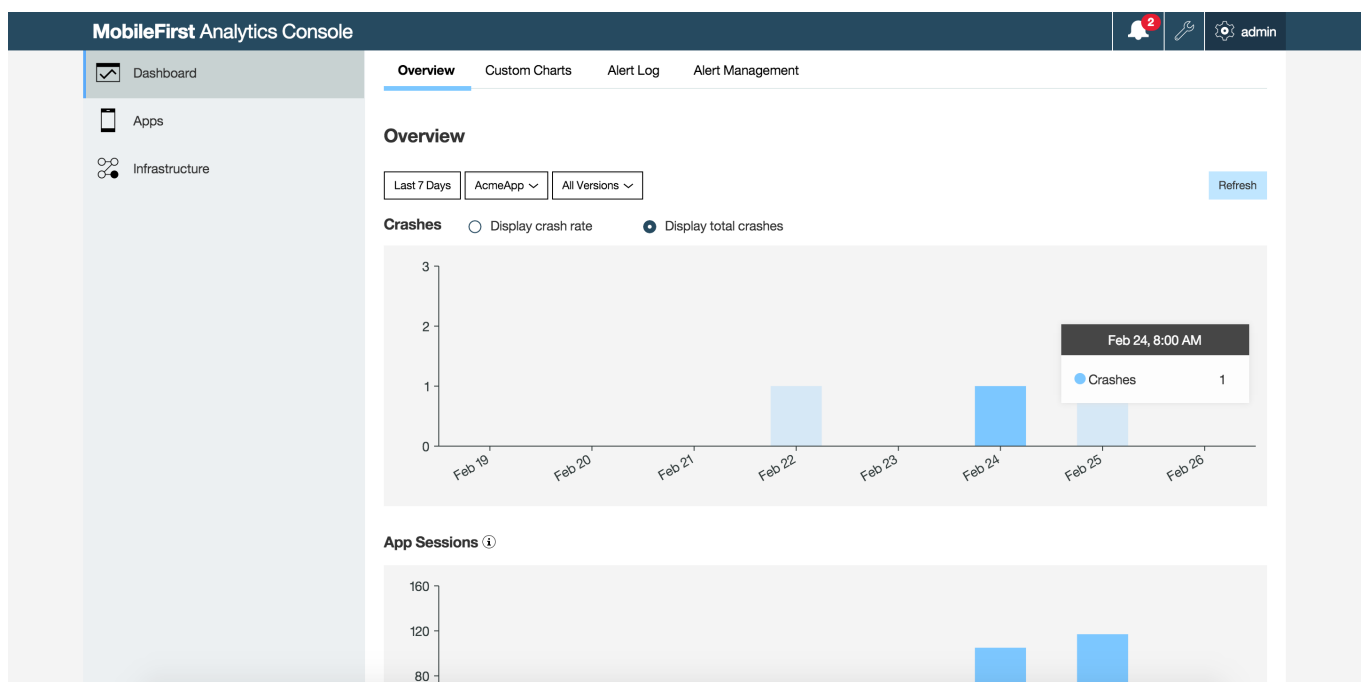 MobileFirst Analytics Console
2
admin
Dashboard
Apps
Infrastructure
Overview Custom Charts Alert Log Alert Management
Overview
Last 7 Days AcmeApp All Versions Refresh
Crashes Display crash rate Display total crashes
3
2
1
0
Feb 24, 8:00 AM
Crashes 1
Feb 19 Feb 20 Feb 21 Feb 22 Feb 23 Feb 24 Feb 25 Feb 26
App Sessions i
160
120
80